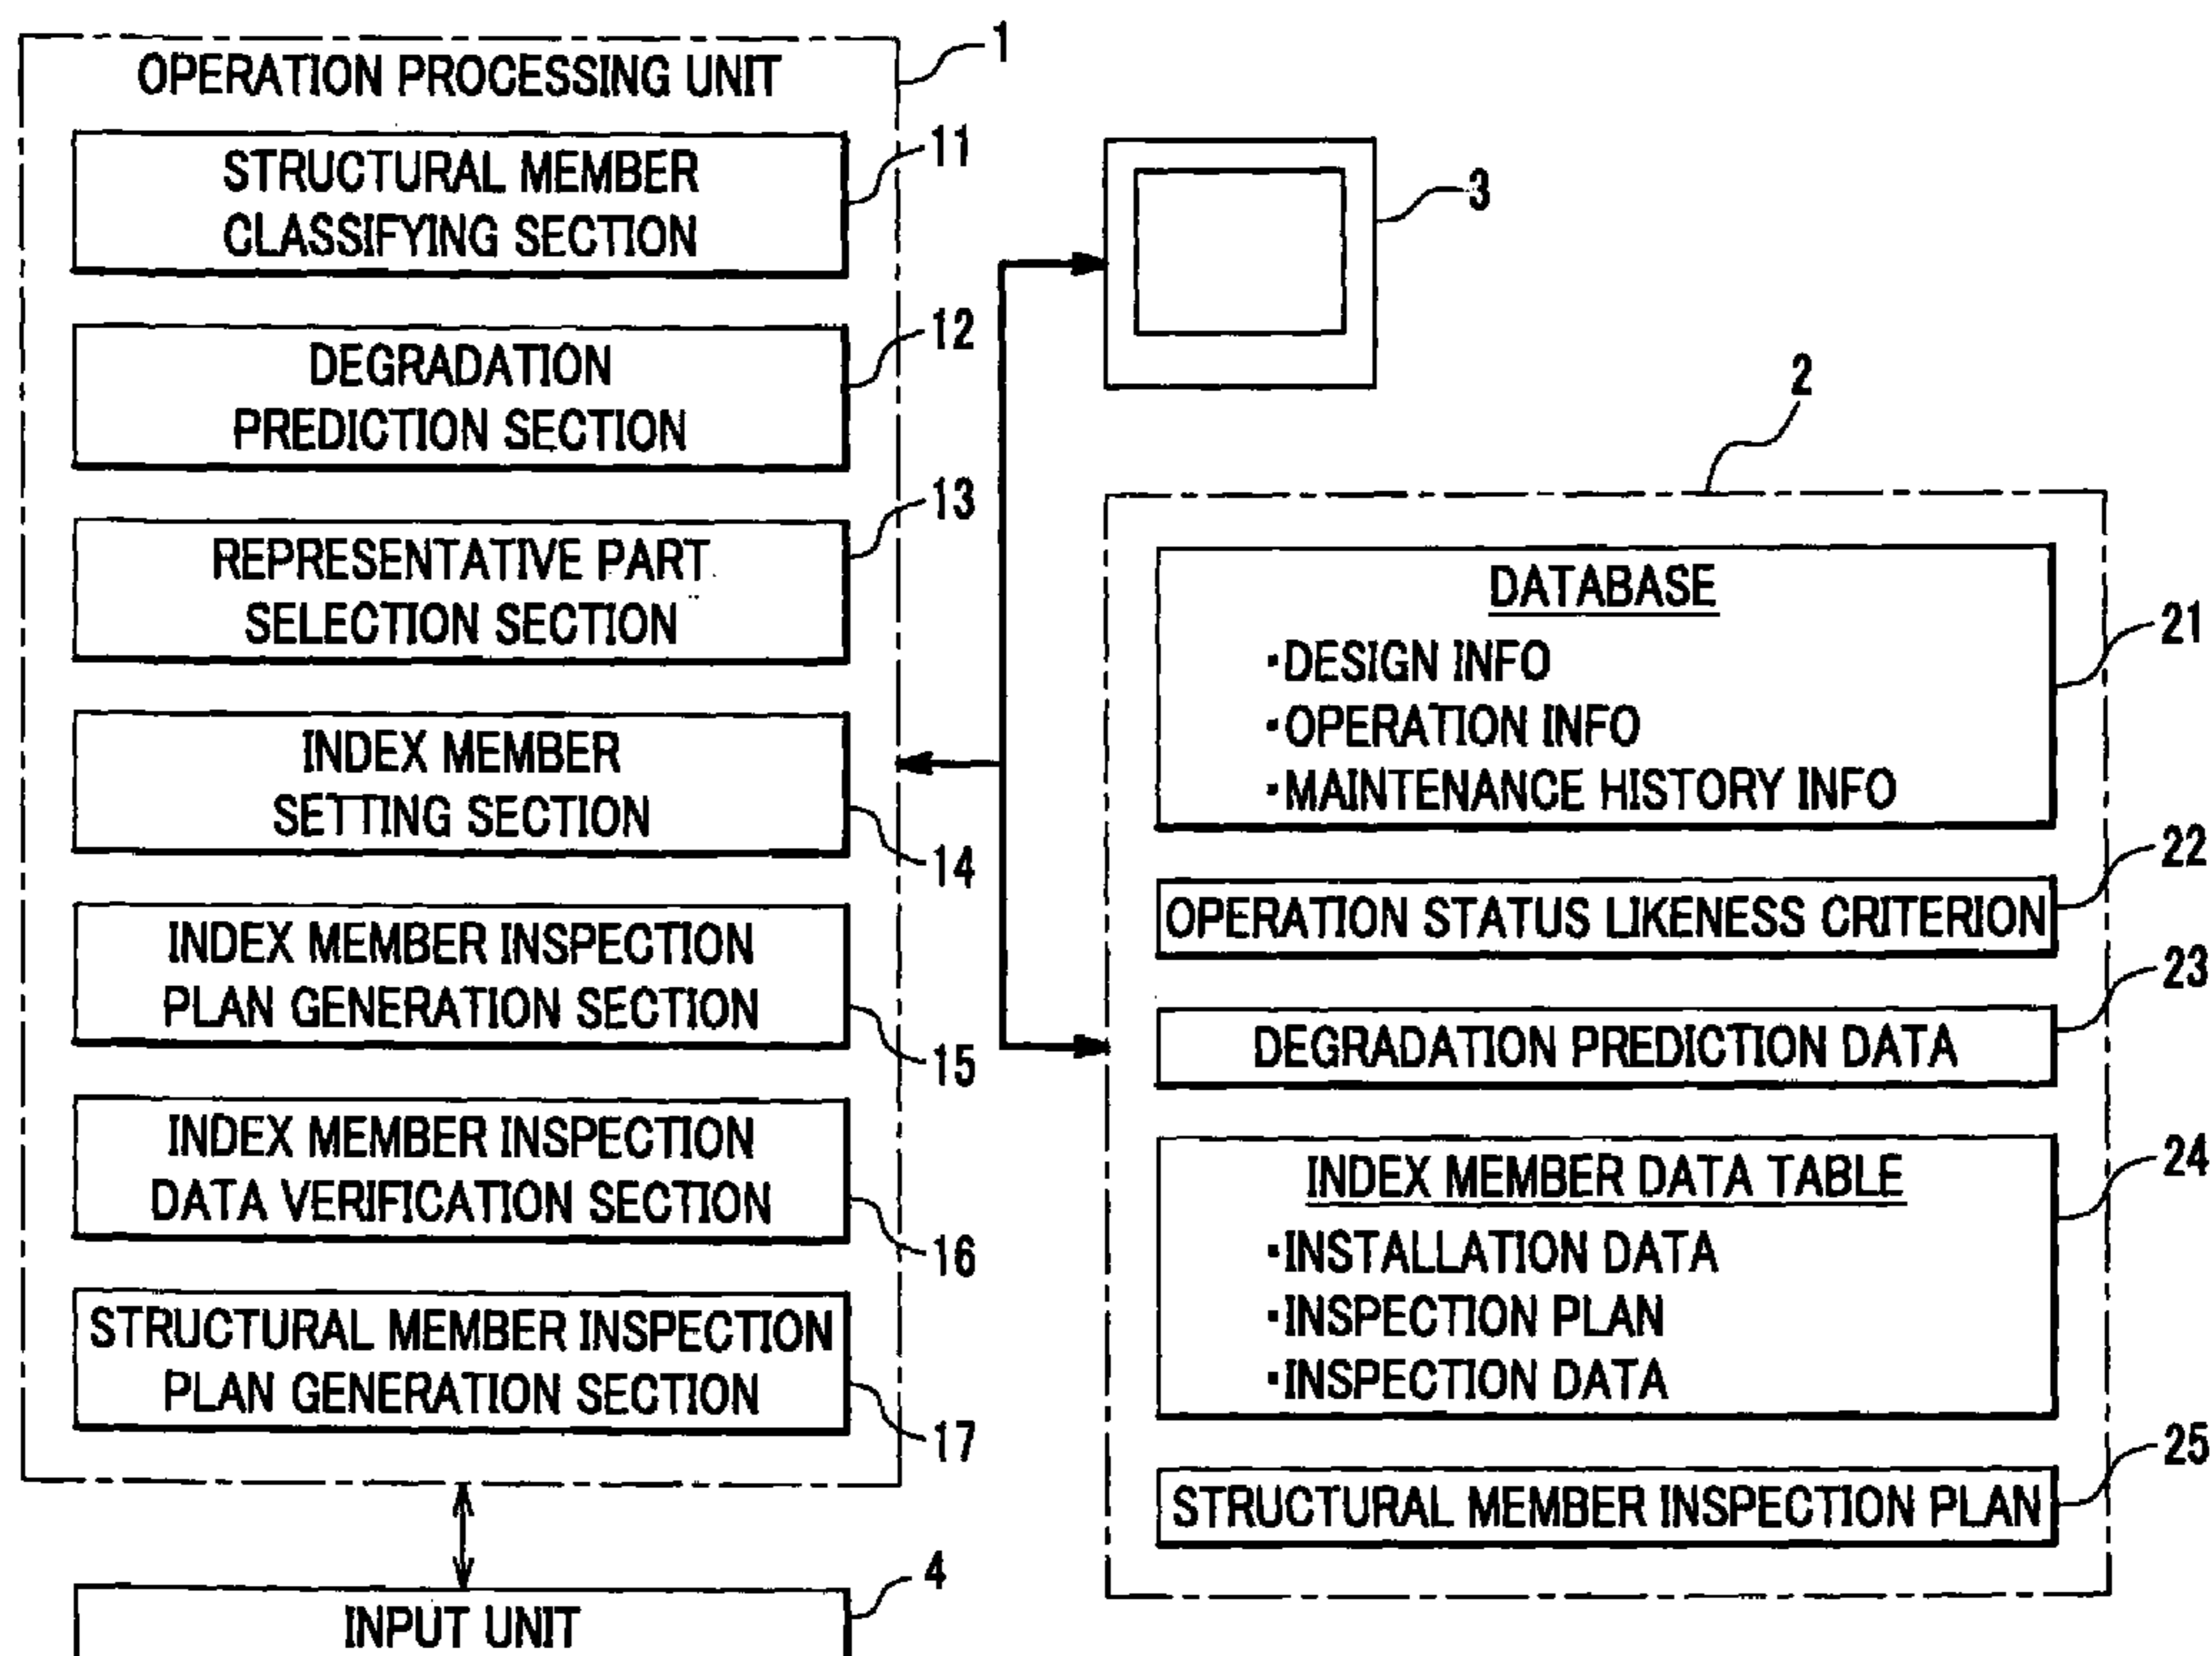 OPERATION PROCESSING UNIT
1
STRUCTURAL MEMBER
CLASSIFYING SECTION
11
DEGRADATION
PREDICTION SECTION
12
REPRESENTATIVE PART
SELECTION SECTION
13
INDEX MEMBER
SETTING SECTION
14
INDEX MEMBER INSPECTION
PLAN GENERATION SECTION
15
INDEX MEMBER INSPECTION
DATA VERIFICATION SECTION
16
STRUCTURAL MEMBER INSPECTION
PLAN GENERATION SECTION
17
INPUT UNIT
4
3
2
DATABASE
・DESIGN INFO
・OPERATION INFO
・MAINTENANCE HISTORY INFO
21
OPERATION STATUS LIKENESS CRITERION
22
DEGRADATION PREDICTION DATA
23
INDEX MEMBER DATA TABLE
・INSTALLATION DATA
・INSPECTION PLAN
・INSPECTION DATA
24
STRUCTURAL MEMBER INSPECTION PLAN
25